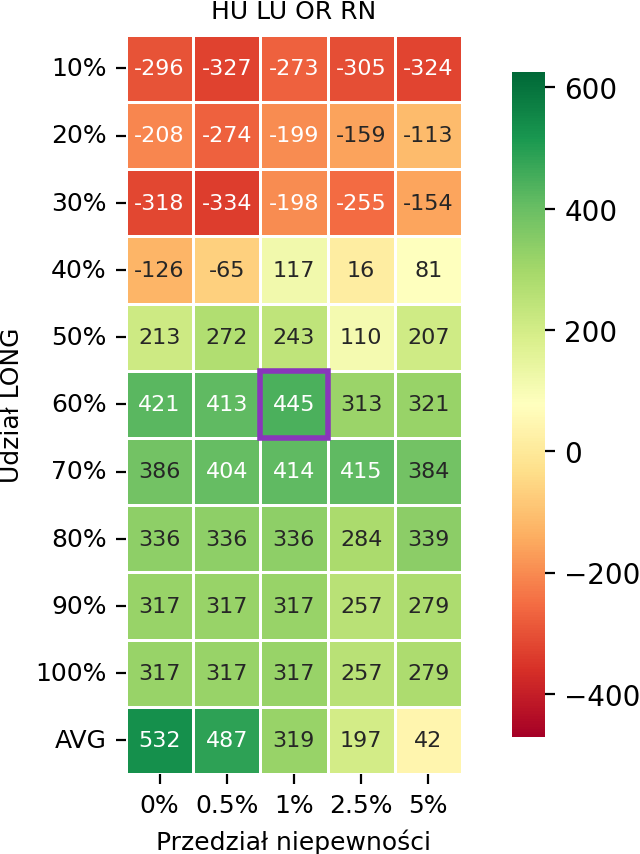 HU LU OR RN
10% -296 -327 -273 -305 -324
20% -208 -274 -199 -159 -113
30% -318 -334 -198 -255 -154
40% -126 -65 117 16 81
50% 213 272 243 110 207
60% 421 413 445 313 321
70% 386 404 414 415 384
80% 336 336 336 284 339
90% 317 317 317 257 279
100% 317 317 317 257 279
AVG 532 487 319 197 42
0% 0.5% 1% 2.5% 5%
Przedział niepewności
Udział LONG
600
400
200
0
−200
−400